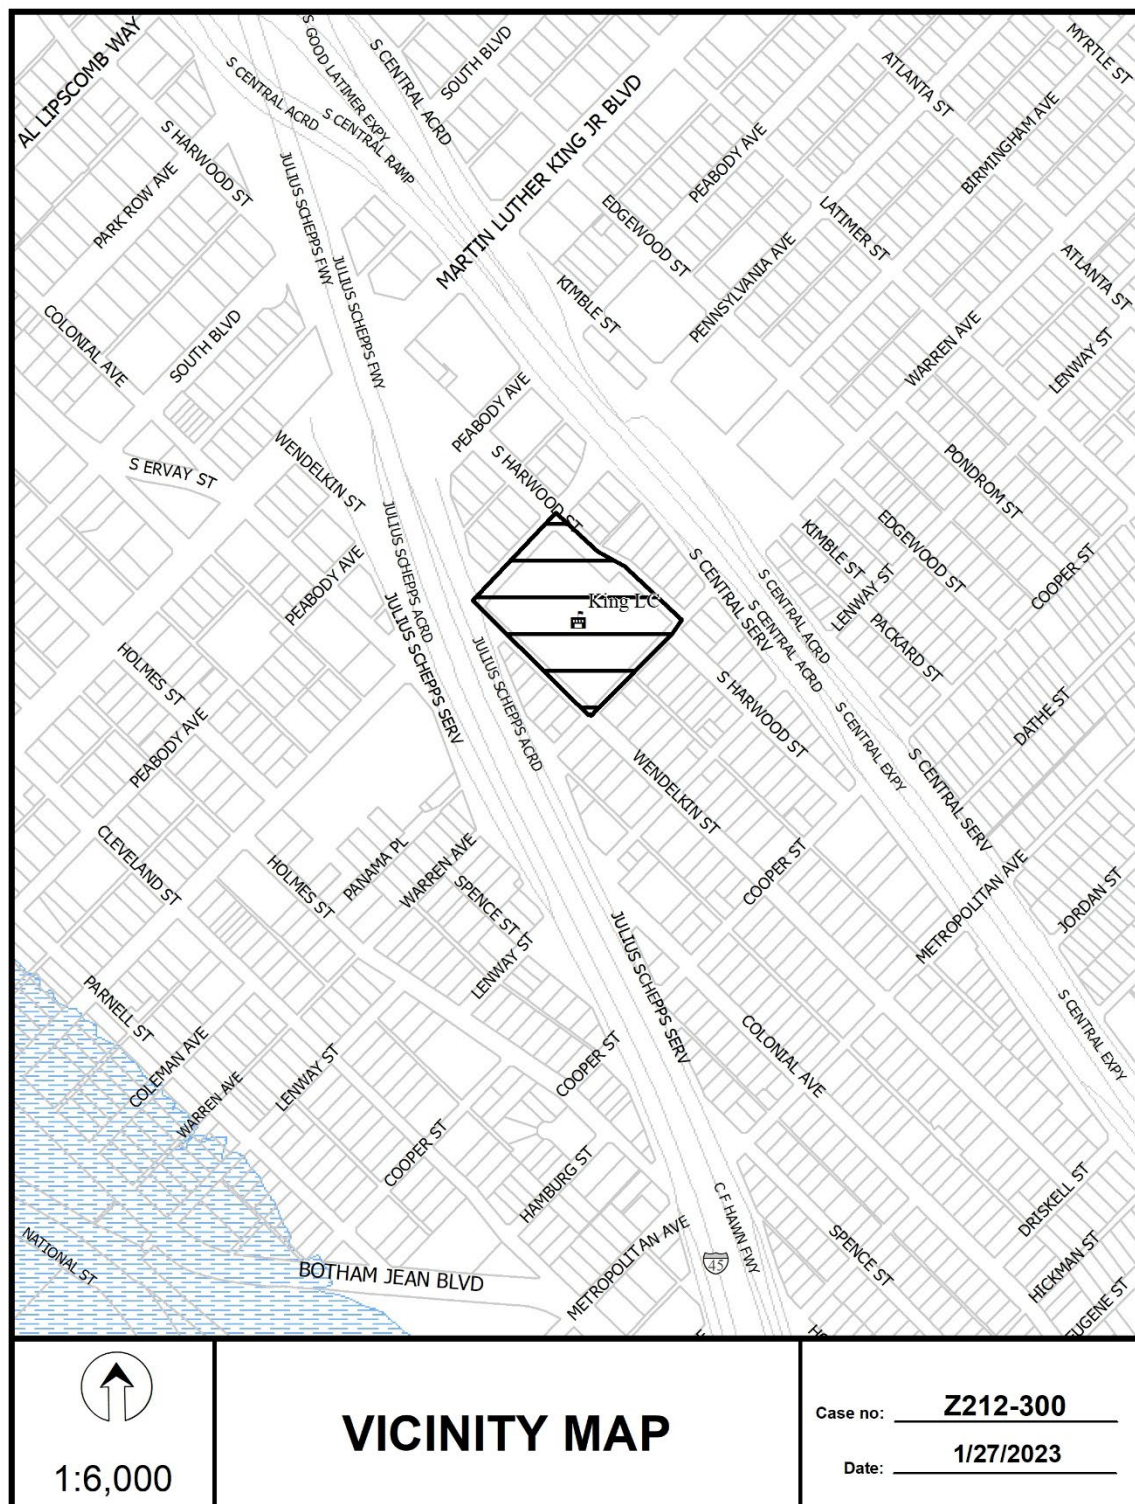 AL LIPSCOMB WAY
S GOOD LATIMER EXPY
S CENTRAL ACRD
SOUTH BLVD
MYRTLE ST
S CENTRAL ACRD
ATLANTA ST
S CENTRAL RAMP
MARTIN LUTHER KING JR BLVD
BIRMINGHAM AVE
S HARWOOD ST
PEABODY AVE
PARK ROW AVE
JULIUS SCHEPPS FWY
EDGEWOOD ST
LATIMER ST
PENNSYLVANIA AVE
ATLANTA ST
KIMBLE ST
JULIUS SCHEPPS FWY
COLONIAL AVE
SOUTH BLVD
WARREN AVE
LENWAY ST
PEABODY AVE
S ERVAY ST
WENDELKIN ST
S HARWOOD ST
PONDROM ST
JULIUS SCHEPPS ACRD
KIMBLE ST
EDGEWOOD ST
PEABODY AVE
COOPER ST
S CENTRAL SERV
S CENTRAL ACRD
LENWAY ST
King LC
JULIUS SCHEPPS SERV
S CENTRAL ACRD
PACKARD ST
HOLMES ST
JULIUS SCHEPPS ACRD
S HARWOOD ST
DATHE ST
PEABODY AVE
S CENTRAL EXPY
S CENTRAL SERV
WENDELKIN ST
CLEVELAND ST
HOLMES ST
PANAMA PL
WARREN AVE
COOPER ST
SPENCE ST
METROPOLITAN AVE
JORDAN ST
LENWAY ST
JULIUS SCHEPPS SERV
PARNELL ST
S CENTRAL EXPY
COLEMAN AVE
WARREN AVE
LENWAY ST
COOPER ST
COLONIAL AVE
COOPER ST
HAMBURG ST
C F HAWN FWY
DRISKELL ST
NATIONAL ST
BOTHAM JEAN BLVD
METROPOLITAN AVE
45
SPENCE ST
HICKMAN ST
EUGENE ST
1:6,000
VICINITY MAP
Case no: Z212-300
Date: 1/27/2023